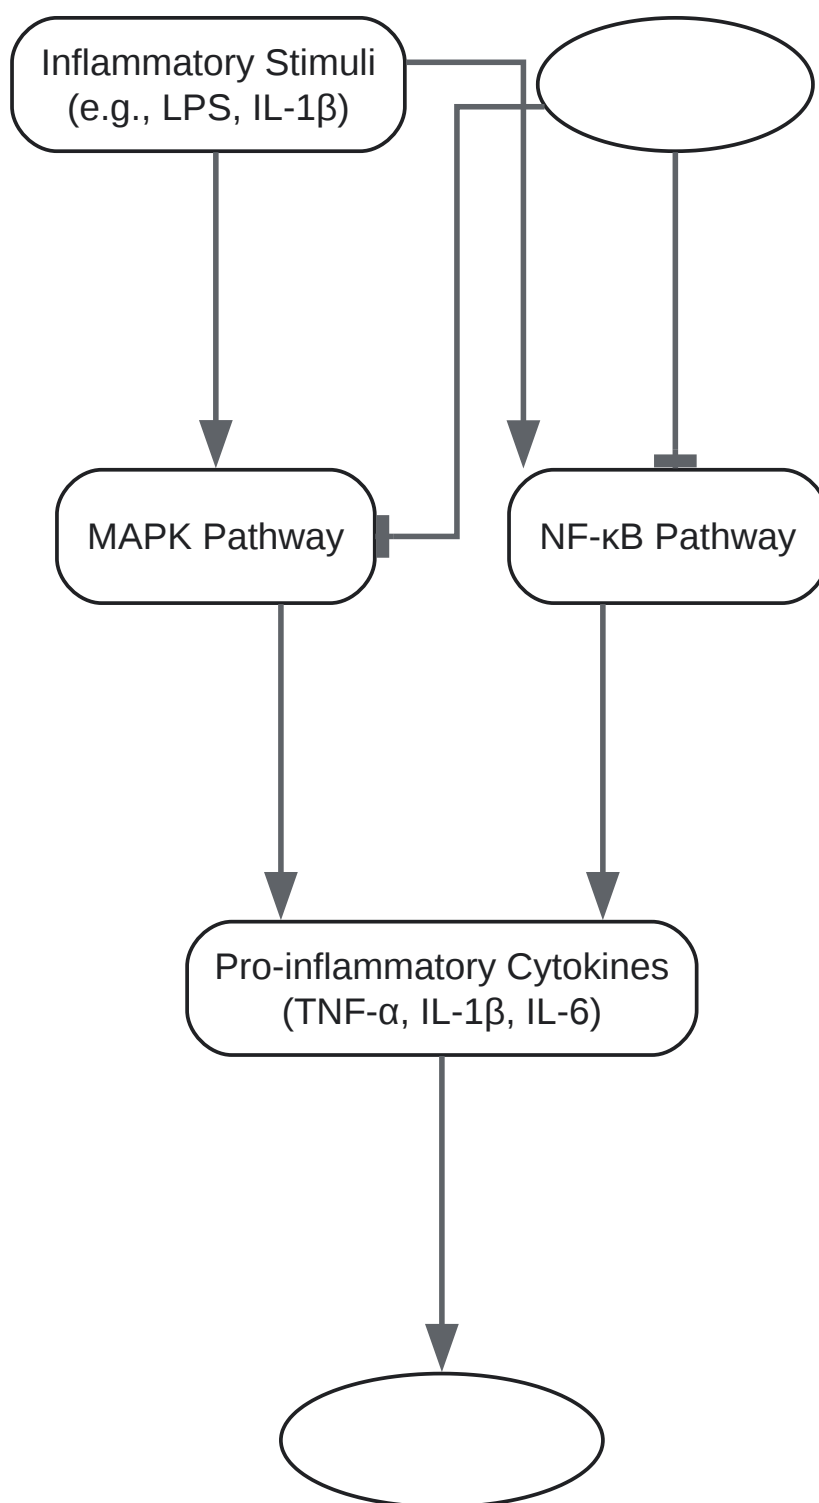 Inflammatory Stimuli
(e.g., LPS, IL-1β)
MAPK Pathway
NF-κB Pathway
Pro-inflammatory Cytokines
(TNF-α, IL-1β, IL-6)